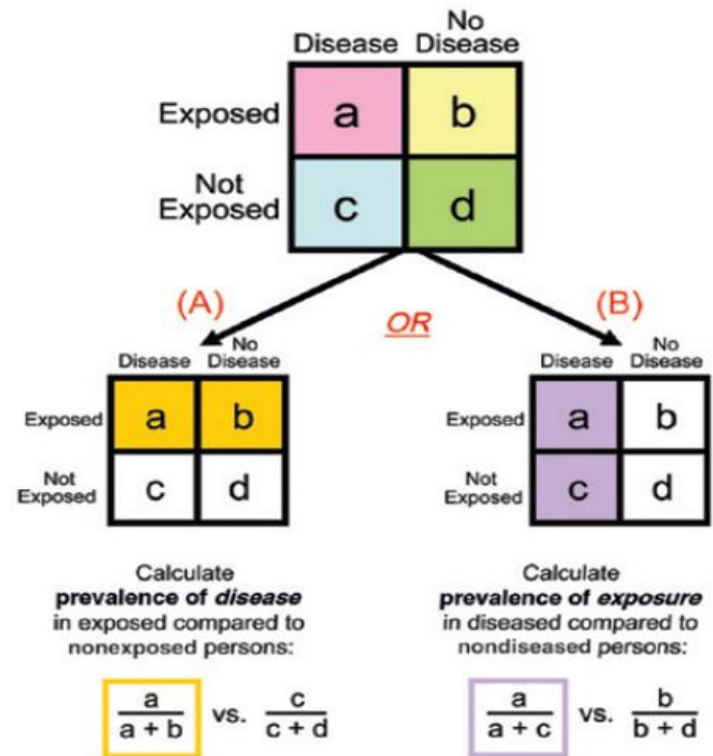 No
Disease Disease
Exposed a b
Not
Exposed c d
(A) OR (B)
No
Disease Disease
Exposed a b
Not
Exposed c d
Calculate
prevalence of disease
in exposed compared to
nonexposed persons:
a
a + b
vs.
c
c + d
No
Disease Disease
Exposed a b
Not
Exposed c d
Calculate
prevalence of exposure
in diseased compared to
nondiseased persons:
a
a + c
vs.
b
b + d